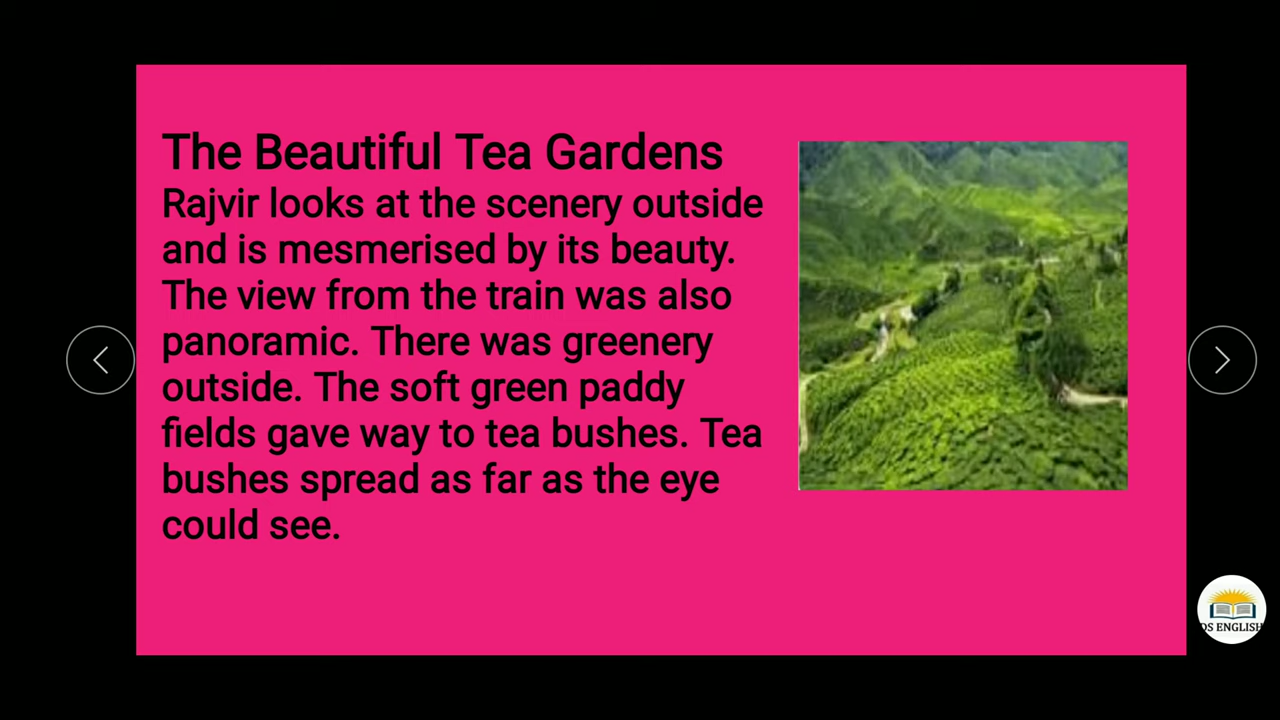 The Beautiful Tea Gardens
Rajvir looks at the scenery outside
and is mesmerised by its beauty.
The view from the train was also
panoramic. There was greenery
outside. The soft green paddy
fields gave way to tea bushes. Tea
bushes spread as far as the eye
could see.
DS ENGLISH